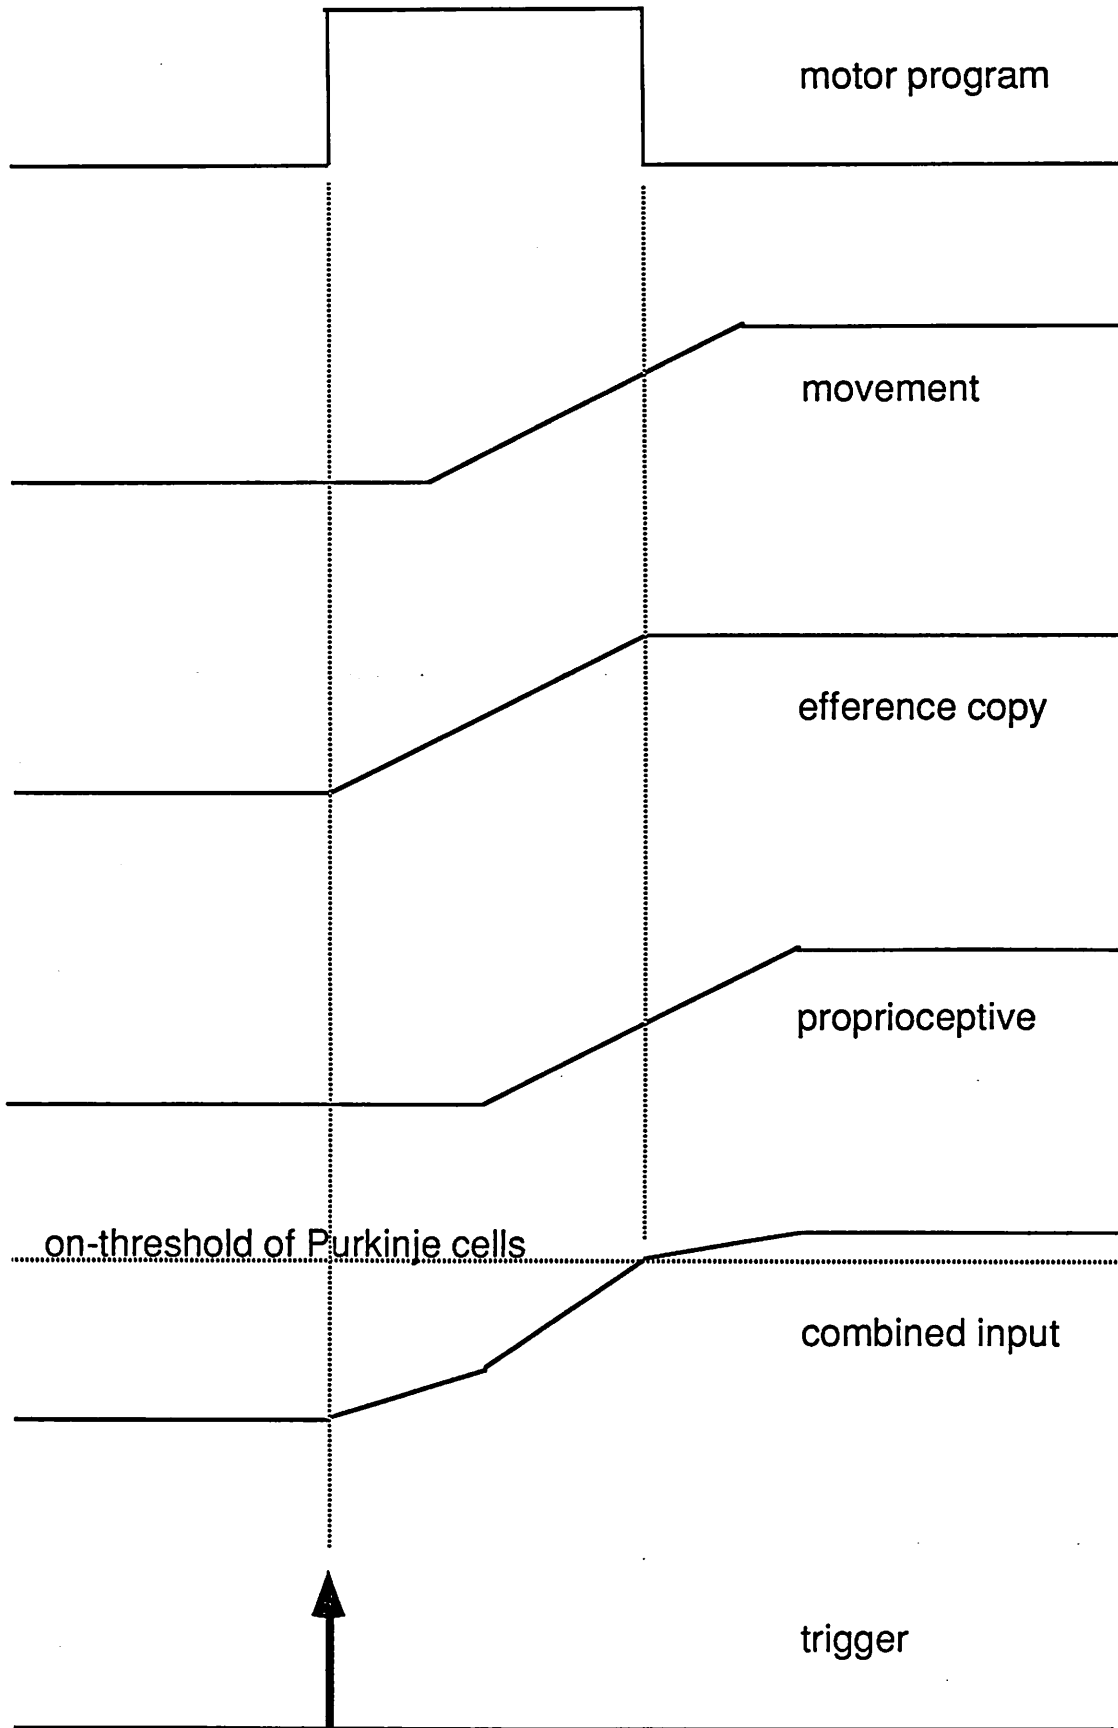 motor program
movement
efference copy
proprioceptive
on-threshold of Purkinje cells
combined input
trigger